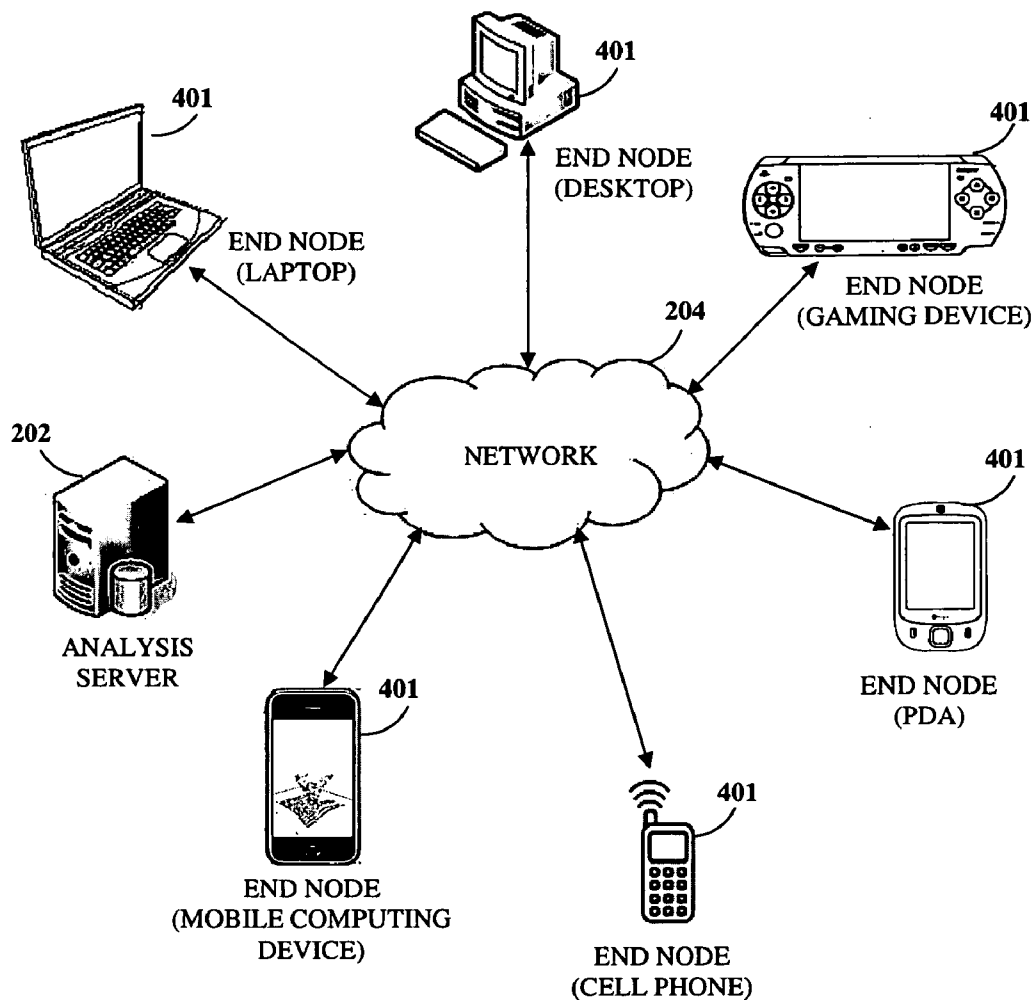 401
END NODE
(DESKTOP)
401
END NODE
(LAPTOP)
401
END NODE
(GAMING DEVICE)
204
NETWORK
202
ANALYSIS
SERVER
401
END NODE
(PDA)
401
END NODE
(MOBILE COMPUTING
DEVICE)
401
END NODE
(CELL PHONE)